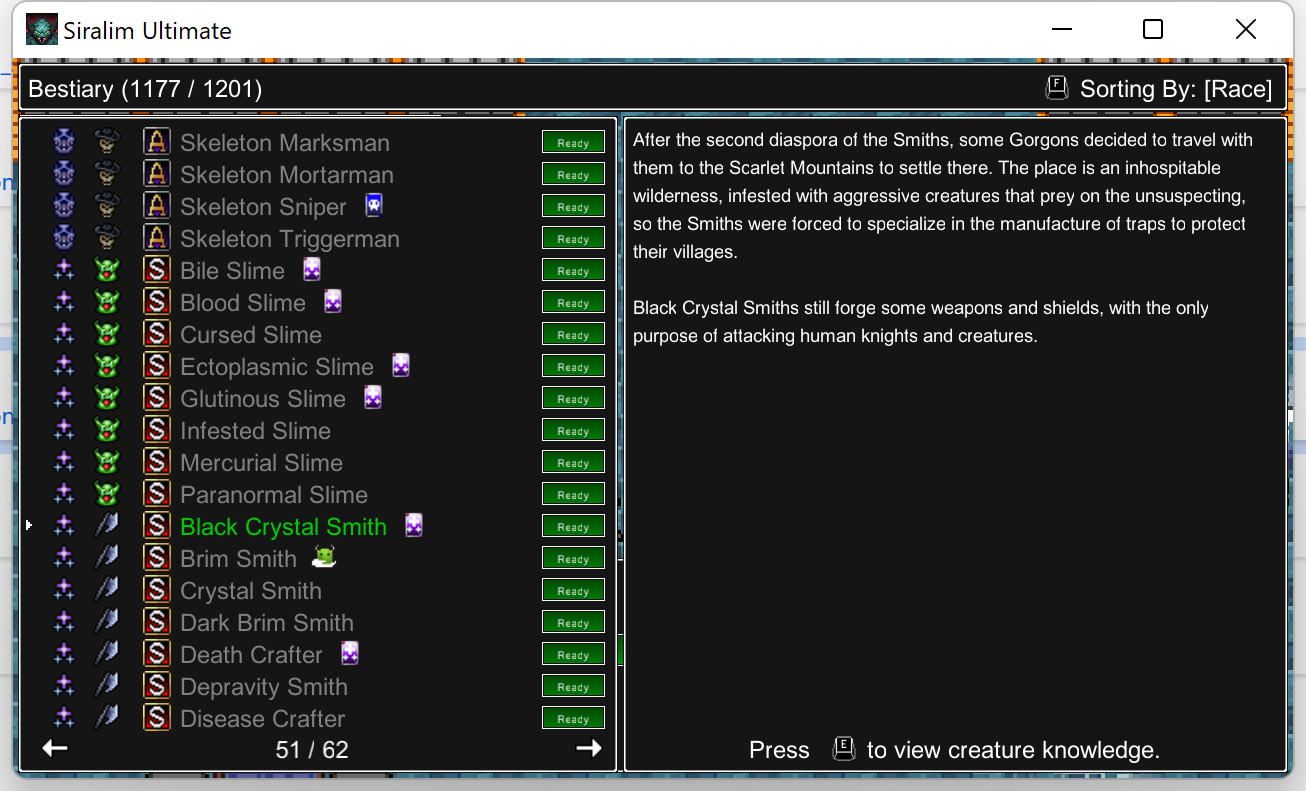 Siralim Ultimate
Bestiary (1177 / 1201)
F Sorting By: [Race]
A Skeleton Marksman Ready
A Skeleton Mortarman Ready
A Skeleton Sniper Ready
A Skeleton Triggerman Ready
S Bile Slime Ready
S Blood Slime Ready
S Cursed Slime Ready
S Ectoplasmic Slime Ready
S Glutinous Slime Ready
S Infested Slime Ready
S Mercurial Slime Ready
S Paranormal Slime Ready
S Black Crystal Smith Ready
S Brim Smith Ready
S Crystal Smith Ready
S Dark Brim Smith Ready
S Death Crafter Ready
S Depravity Smith Ready
S Disease Crafter Ready
51 / 62
After the second diaspora of the Smiths, some Gorgons decided to travel with
them to the Scarlet Mountains to settle there. The place is an inhospitable
wilderness, infested with aggressive creatures that prey on the unsuspecting,
so the Smiths were forced to specialize in the manufacture of traps to protect
their villages.
Black Crystal Smiths still forge some weapons and shields, with the only
purpose of attacking human knights and creatures.
Press E to view creature knowledge.